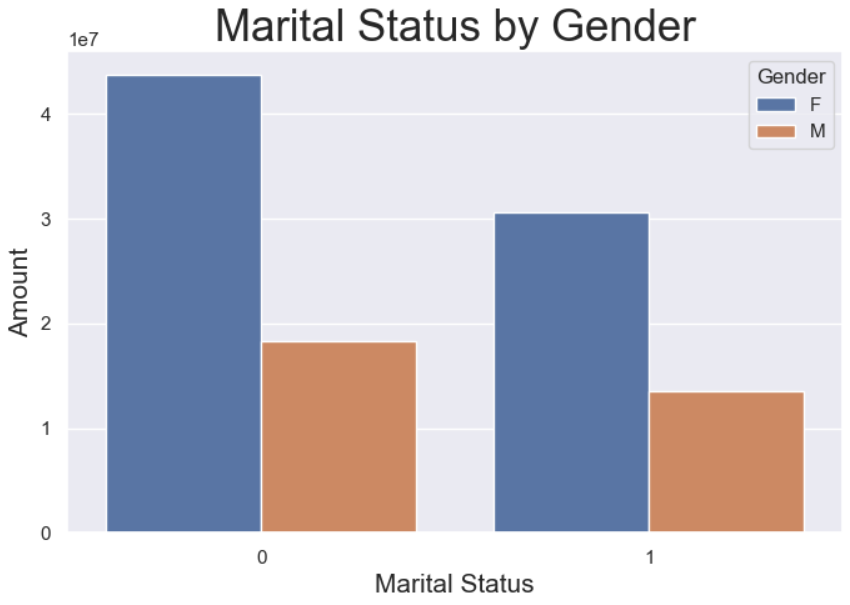 Marital Status by Gender
1e7
Gender
F
M
4
3
2
1
0
Amount
0 1
Marital Status